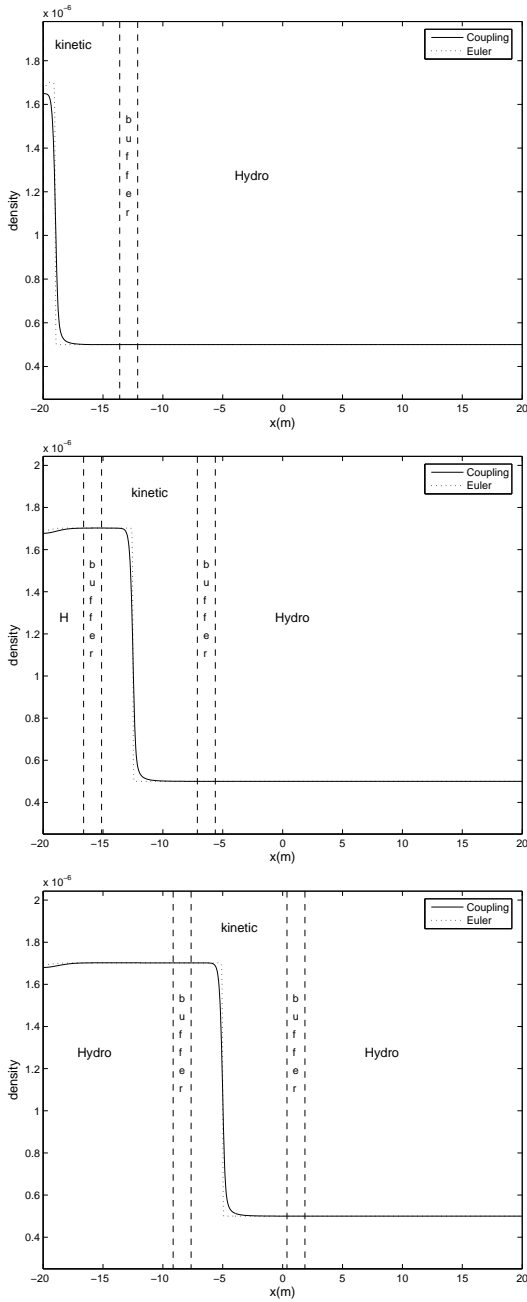 x 10⁻⁶
kinetic
Coupling
Euler
1.8
1.6
1.4
1.2
1
0.8
0.6
0.4
density
buffer
Hydro
−20
−15
−10
−5
0
5
10
15
20
x(m)
x 10⁻⁶
2
1.8
1.6
1.4
1.2
1
0.8
0.6
0.4
density
kinetic
Coupling
Euler
H
buffer
buffer
Hydro
−20
−15
−10
−5
0
5
10
15
20
x(m)
x 10⁻⁶
2
1.8
1.6
1.4
1.2
1
0.8
0.6
0.4
density
kinetic
Coupling
Euler
Hydro
buffer
buffer
Hydro
−20
−15
−10
−5
0
5
10
15
20
x(m)